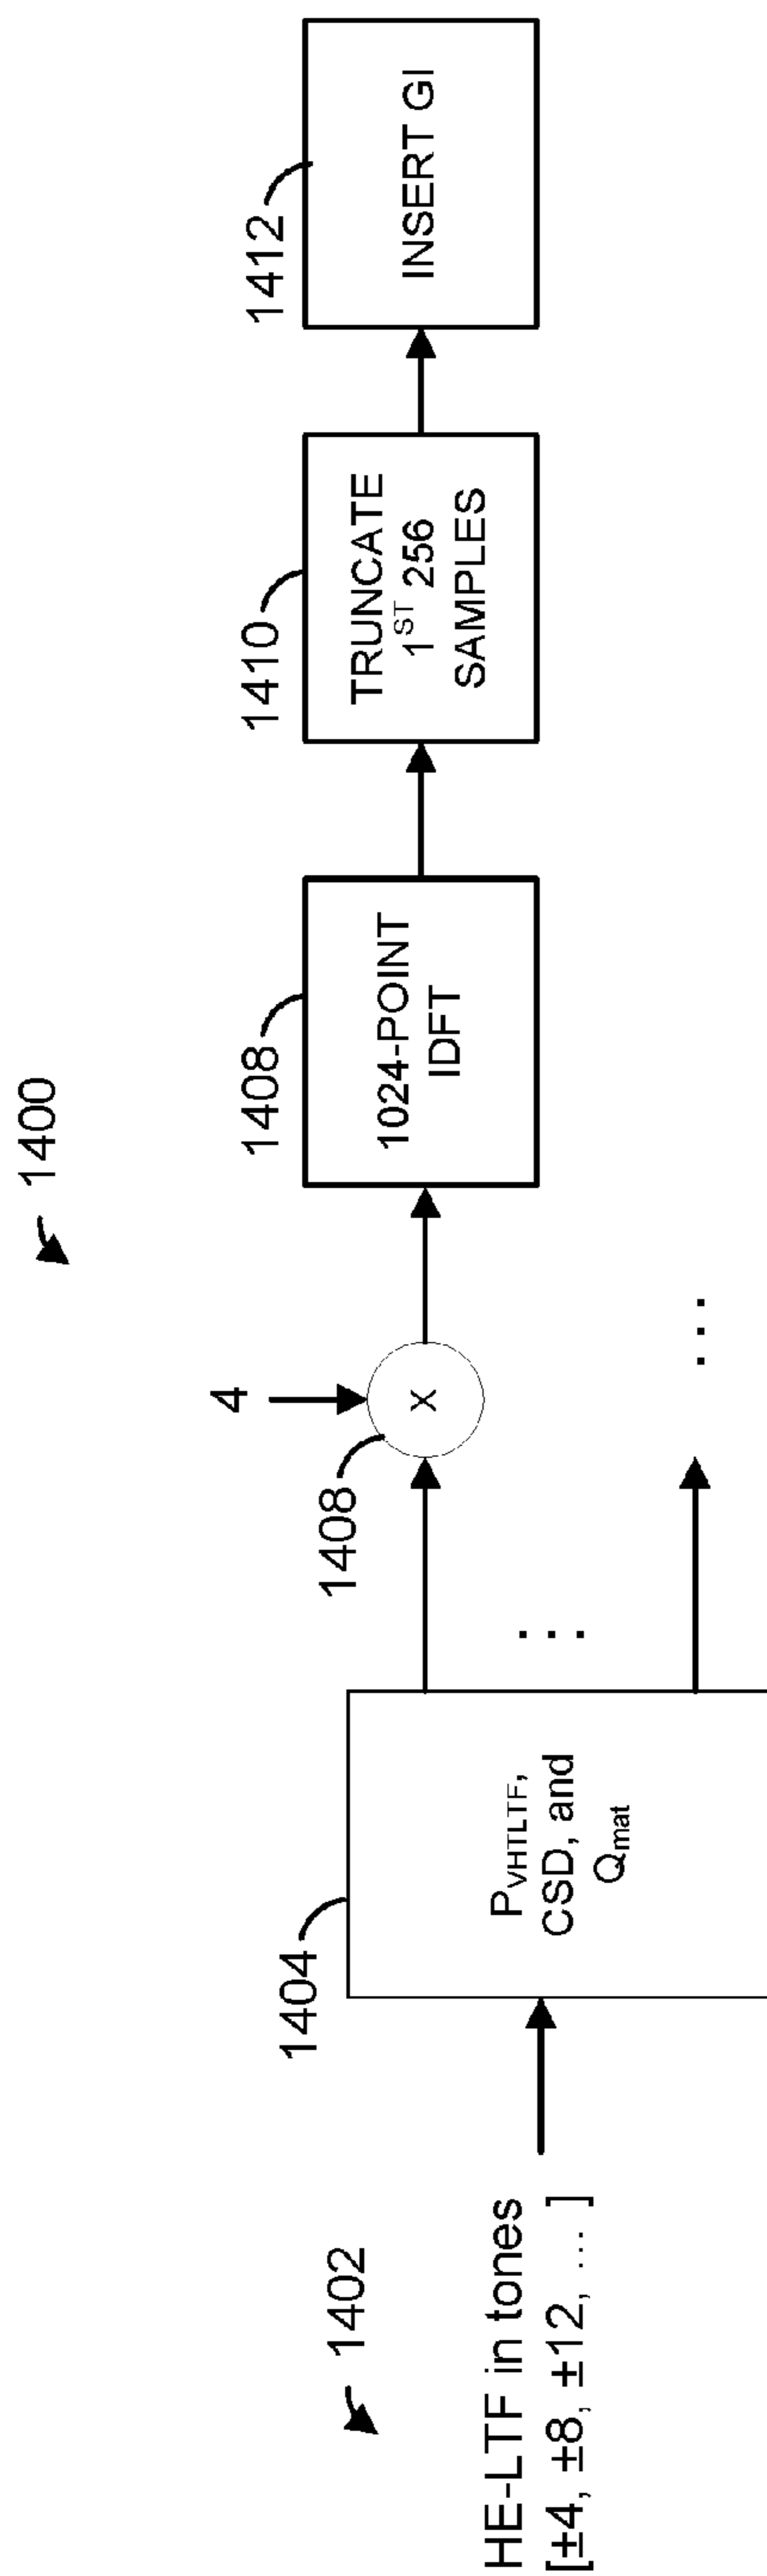 1400
1402
HE-LTF in tones
[±4, ±8, ±12, ... ]
1404
P_VHTLTF,
CSD, and
Q_mat
...
...
1408
4
x
1408
1024-POINT
IDFT
1410
TRUNCATE
1ST 256
SAMPLES
1412
INSERT GI